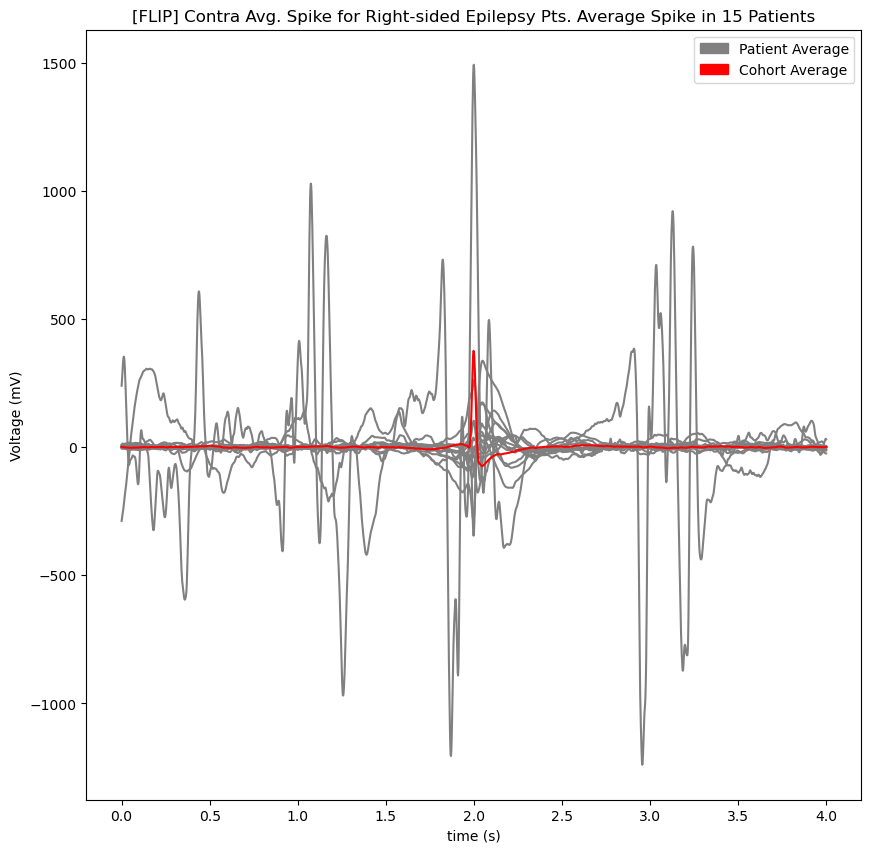 [FLIP] Contra Avg. Spike for Right-sided Epilepsy Pts. Average Spike in 15 Patients
Patient Average
Cohort Average
1500
1000
500
0
−500
−1000
Voltage (mV)
0.0 0.5 1.0 1.5 2.0 2.5 3.0 3.5 4.0
time (s)